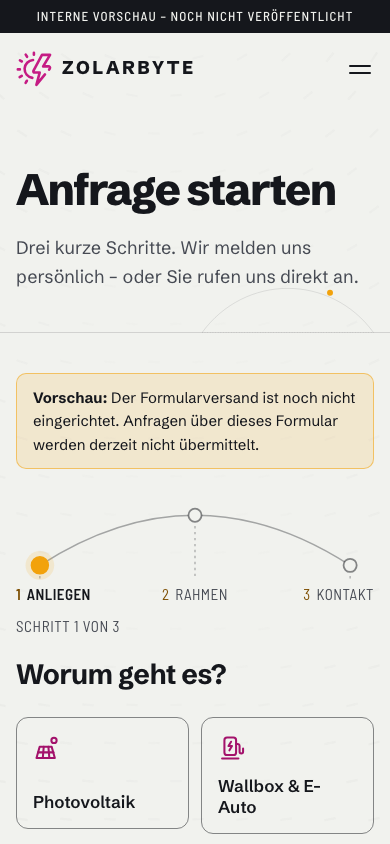 INTERNE VORSCHAU – NOCH NICHT VERÖFFENTLICHT
ZOLARBYTE
Anfrage starten
Drei kurze Schritte. Wir melden uns
persönlich – oder Sie rufen uns direkt an.
Vorschau: Der Formularversand ist noch nicht
eingerichtet. Anfragen über dieses Formular
werden derzeit nicht übermittelt.
1 ANLIEGEN
2 RAHMEN
3 KONTAKT
SCHRITT 1 VON 3
Worum geht es?
Photovoltaik
Wallbox & E-
Auto